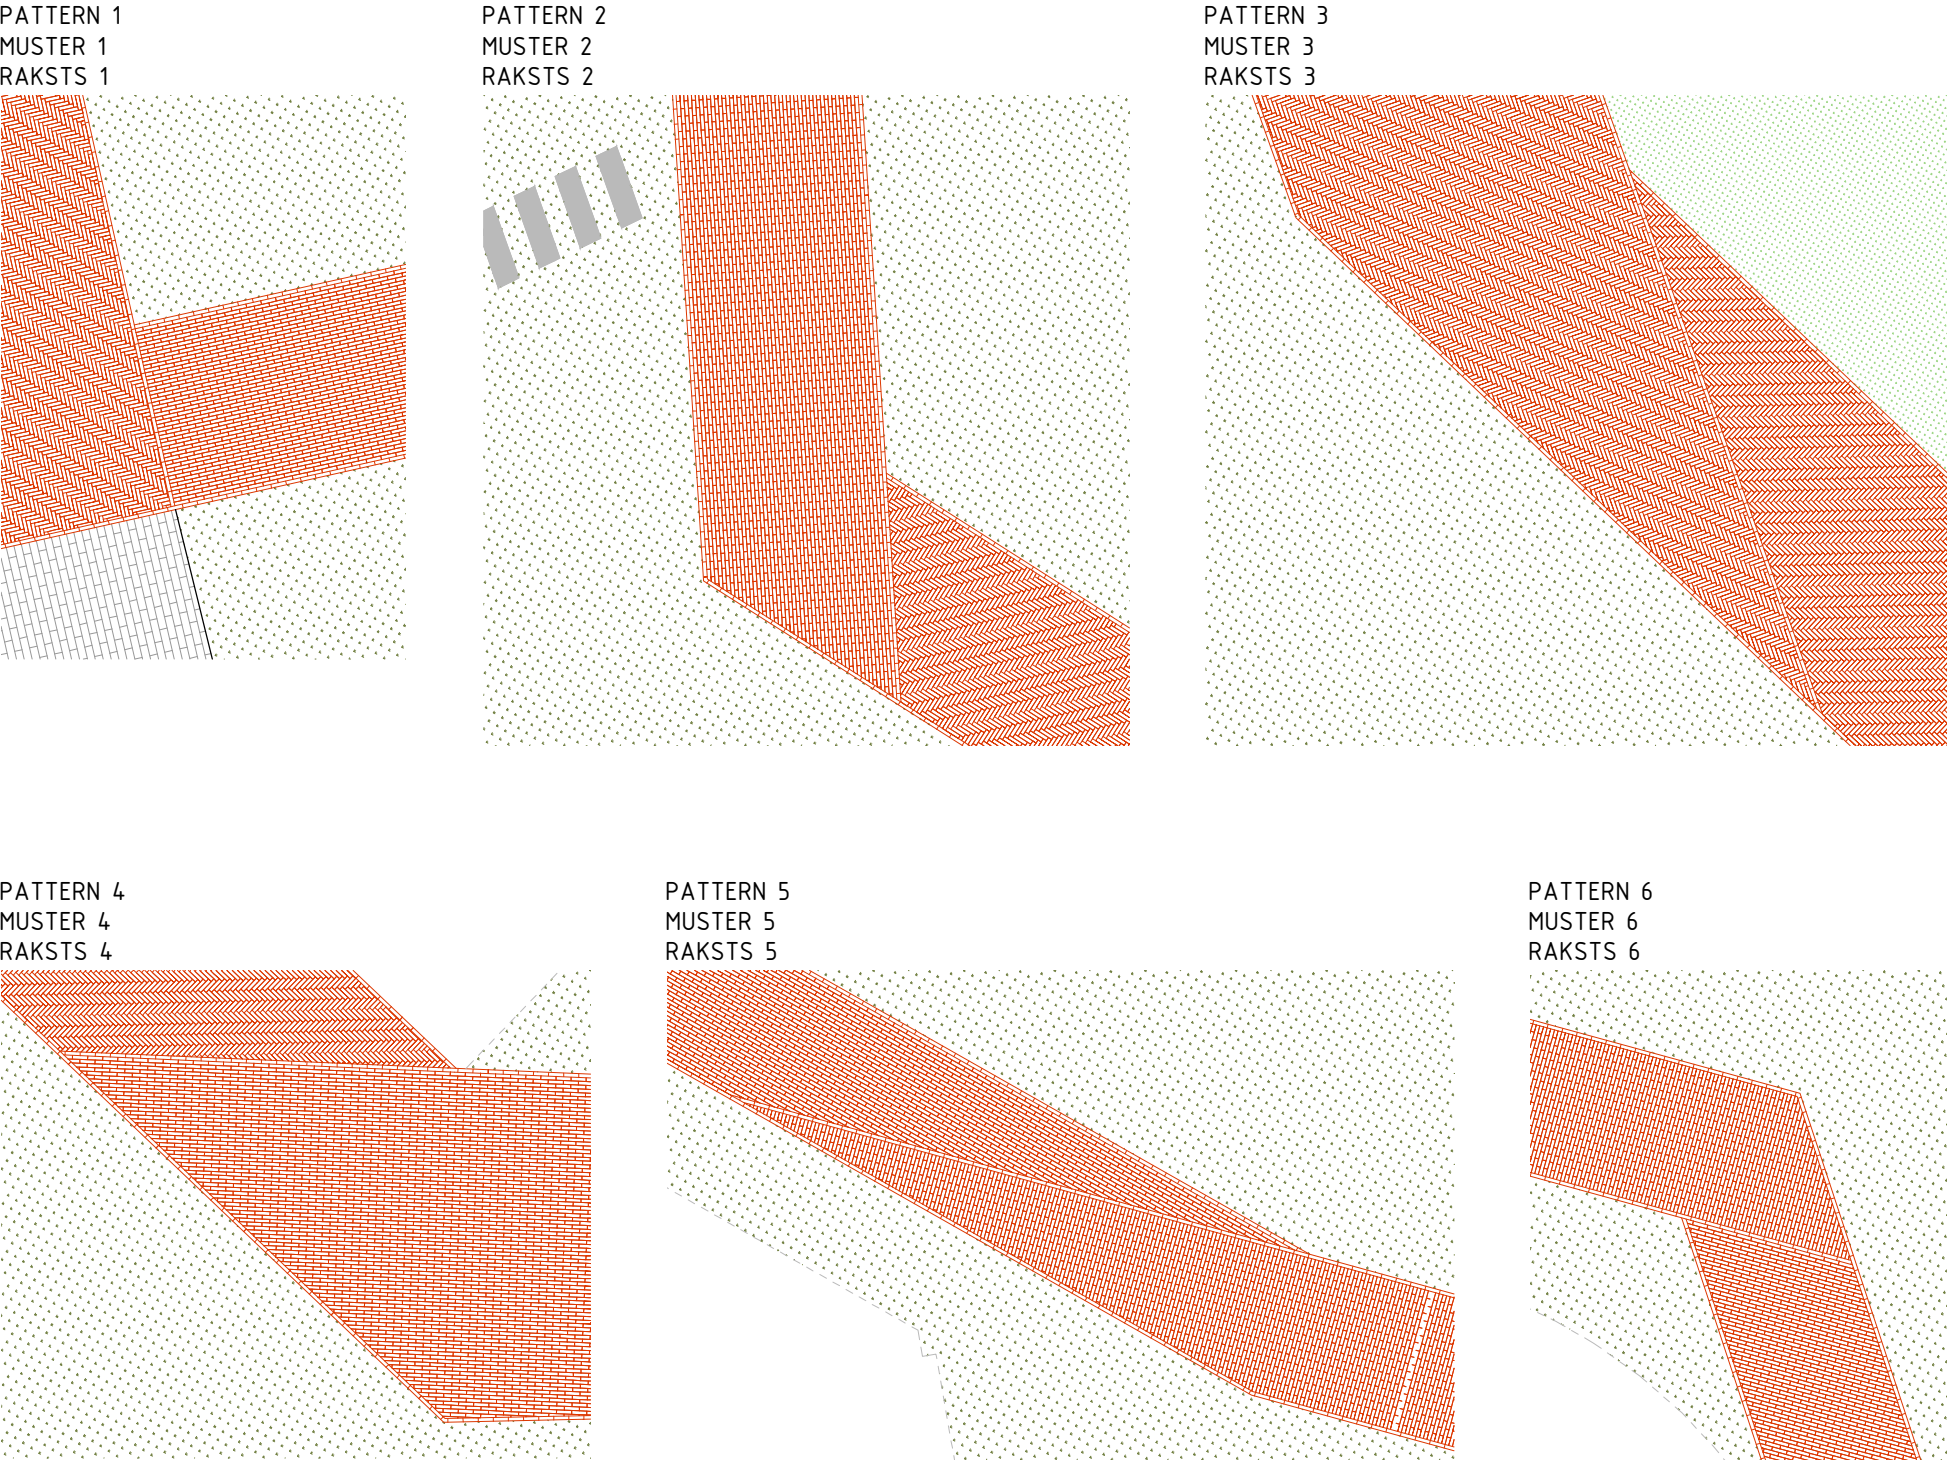 PATTERN 1
MUSTER 1
RAKSTS 1
PATTERN 2
MUSTER 2
RAKSTS 2
PATTERN 3
MUSTER 3
RAKSTS 3
PATTERN 4
MUSTER 4
RAKSTS 4
PATTERN 5
MUSTER 5
RAKSTS 5
PATTERN 6
MUSTER 6
RAKSTS 6